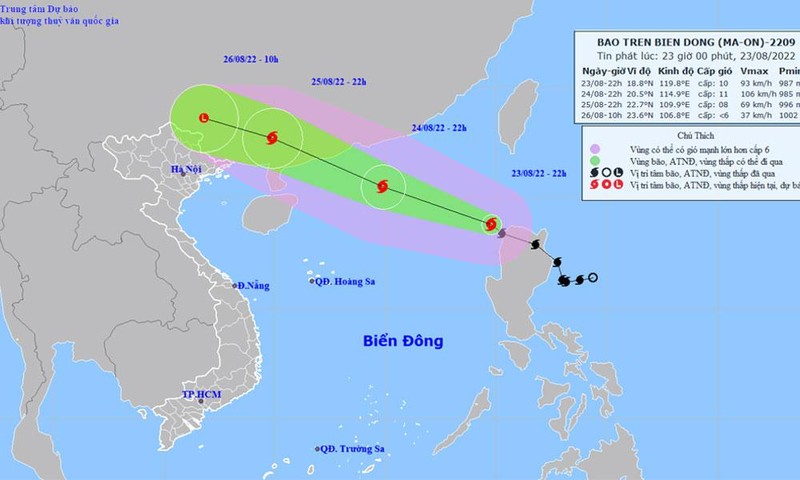 Trung tâm Dự báo
khí tượng thuỷ văn quốc gia
BAO TREN BIEN DONG (MA-ON)-2209
Tin phát lúc: 23 giờ 00 phút, 23/08/2022
Ngày-giờ Vĩ độ Kinh độ Cấp gió Vmax Pmin
23/08-22h 18.8°N 119.8°E cấp: 10 93 km/h 987
24/08-22h 20.5°N 114.9°E cấp: 11 106 km/h 985
25/08-22h 22.7°N 109.9°E cấp: 08 69 km/h 996
26/08-10h 23.6°N 106.8°E cấp: <6 37 km/h 1002
Chú Thích
Vùng có thể có gió mạnh lớn hơn cấp 6
Vùng bão, ATNĐ, vùng thấp có thể đi qua
Vị trí tâm bão, ATNĐ, vùng thấp đã qua
Vị trí tâm bão, ATNĐ, vùng thấp hiện tại, dự
26/08/22 - 10h
25/08/22 - 22h
24/08/22 - 22h
23/08/22 - 22h
L
Hà Nội
Đ.Nẵng
QĐ. Hoàng Sa
Biển Đông
TP.HCM
QĐ. Trường Sa